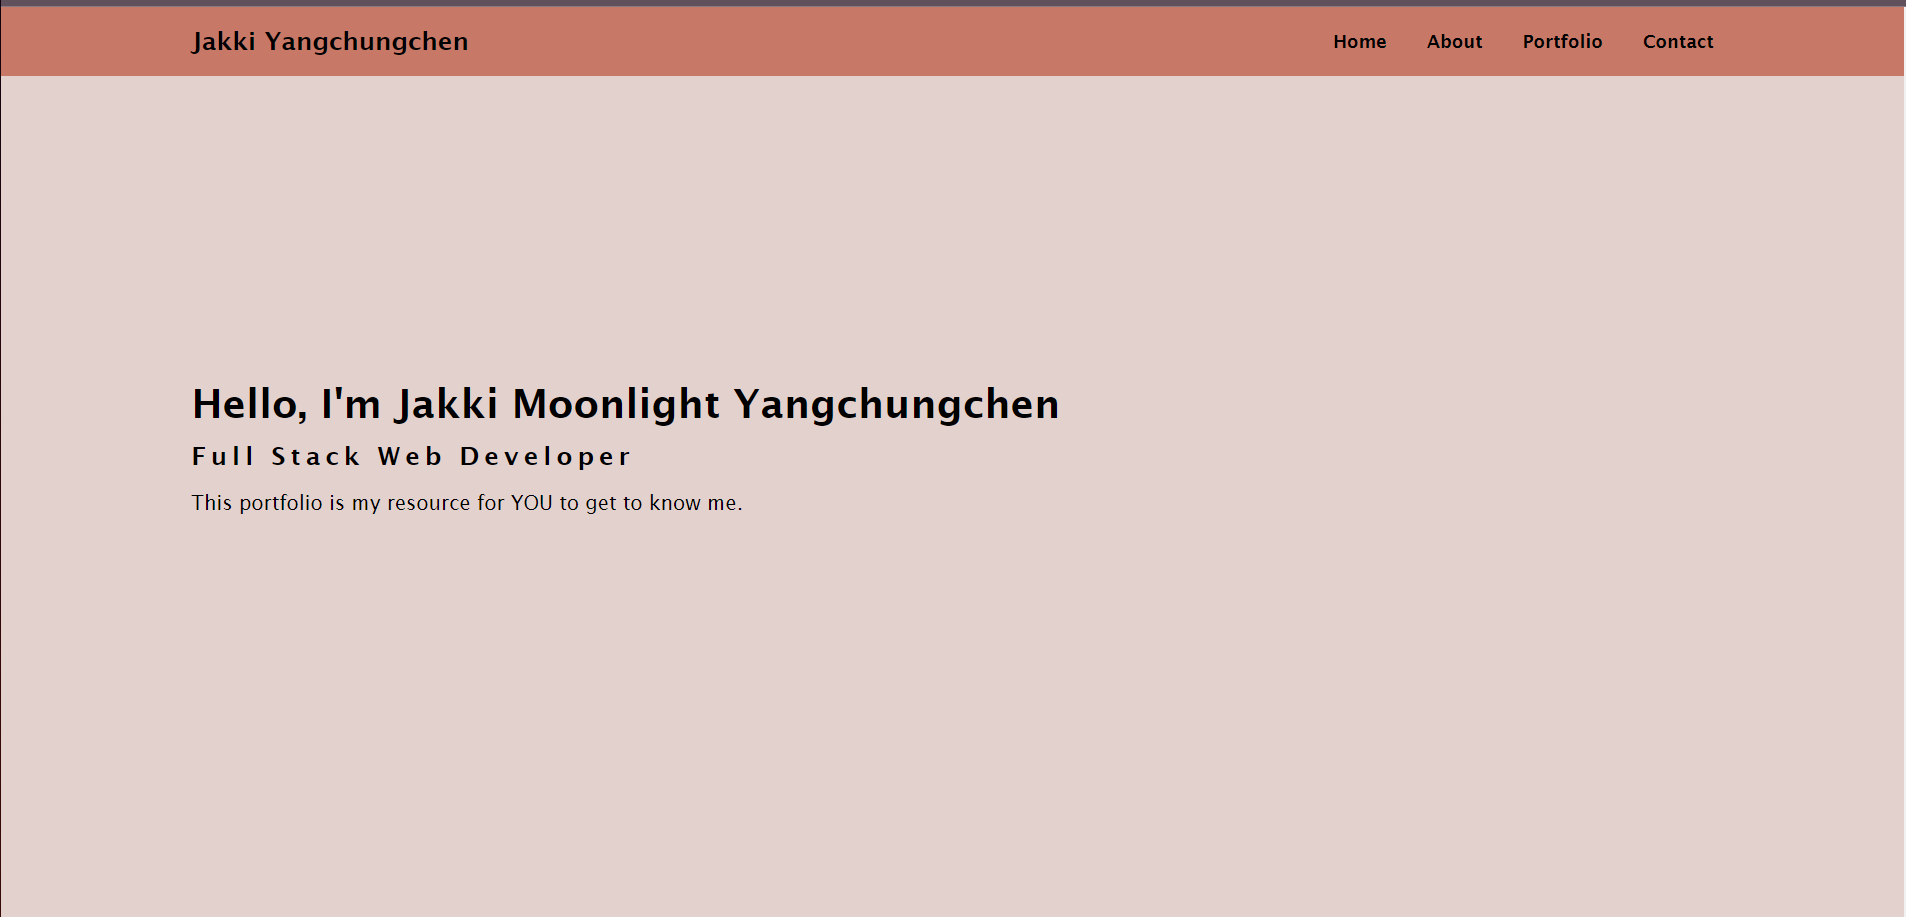 Jakki Yangchungchen
Home About Portfolio Contact
Hello, I'm Jakki Moonlight Yangchungchen
Full Stack Web Developer
This portfolio is my resource for YOU to get to know me.